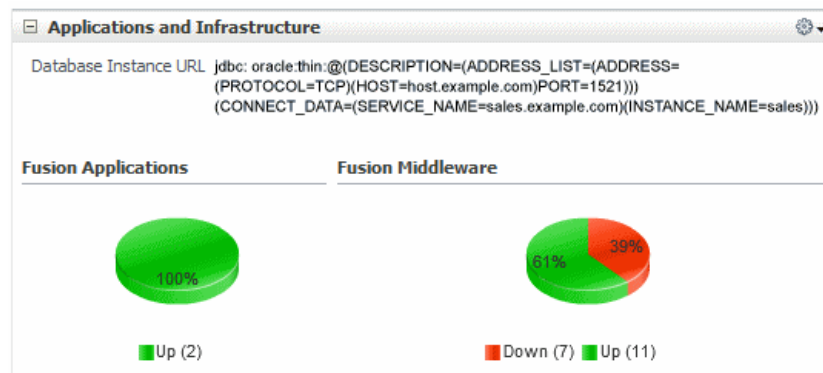 Applications and Infrastructure
Database Instance URL jdbc: oracle:thin:@(DESCRIPTION=(ADDRESS_LIST=(ADDRESS=
(PROTOCOL=TCP)(HOST=host.example.com)PORT=1521)))
(CONNECT_DATA=(SERVICE_NAME=sales.example.com)(INSTANCE_NAME=sales)))
Fusion Applications Fusion Middleware
100% 61% 39%
Up (2) Down (7) Up (11)